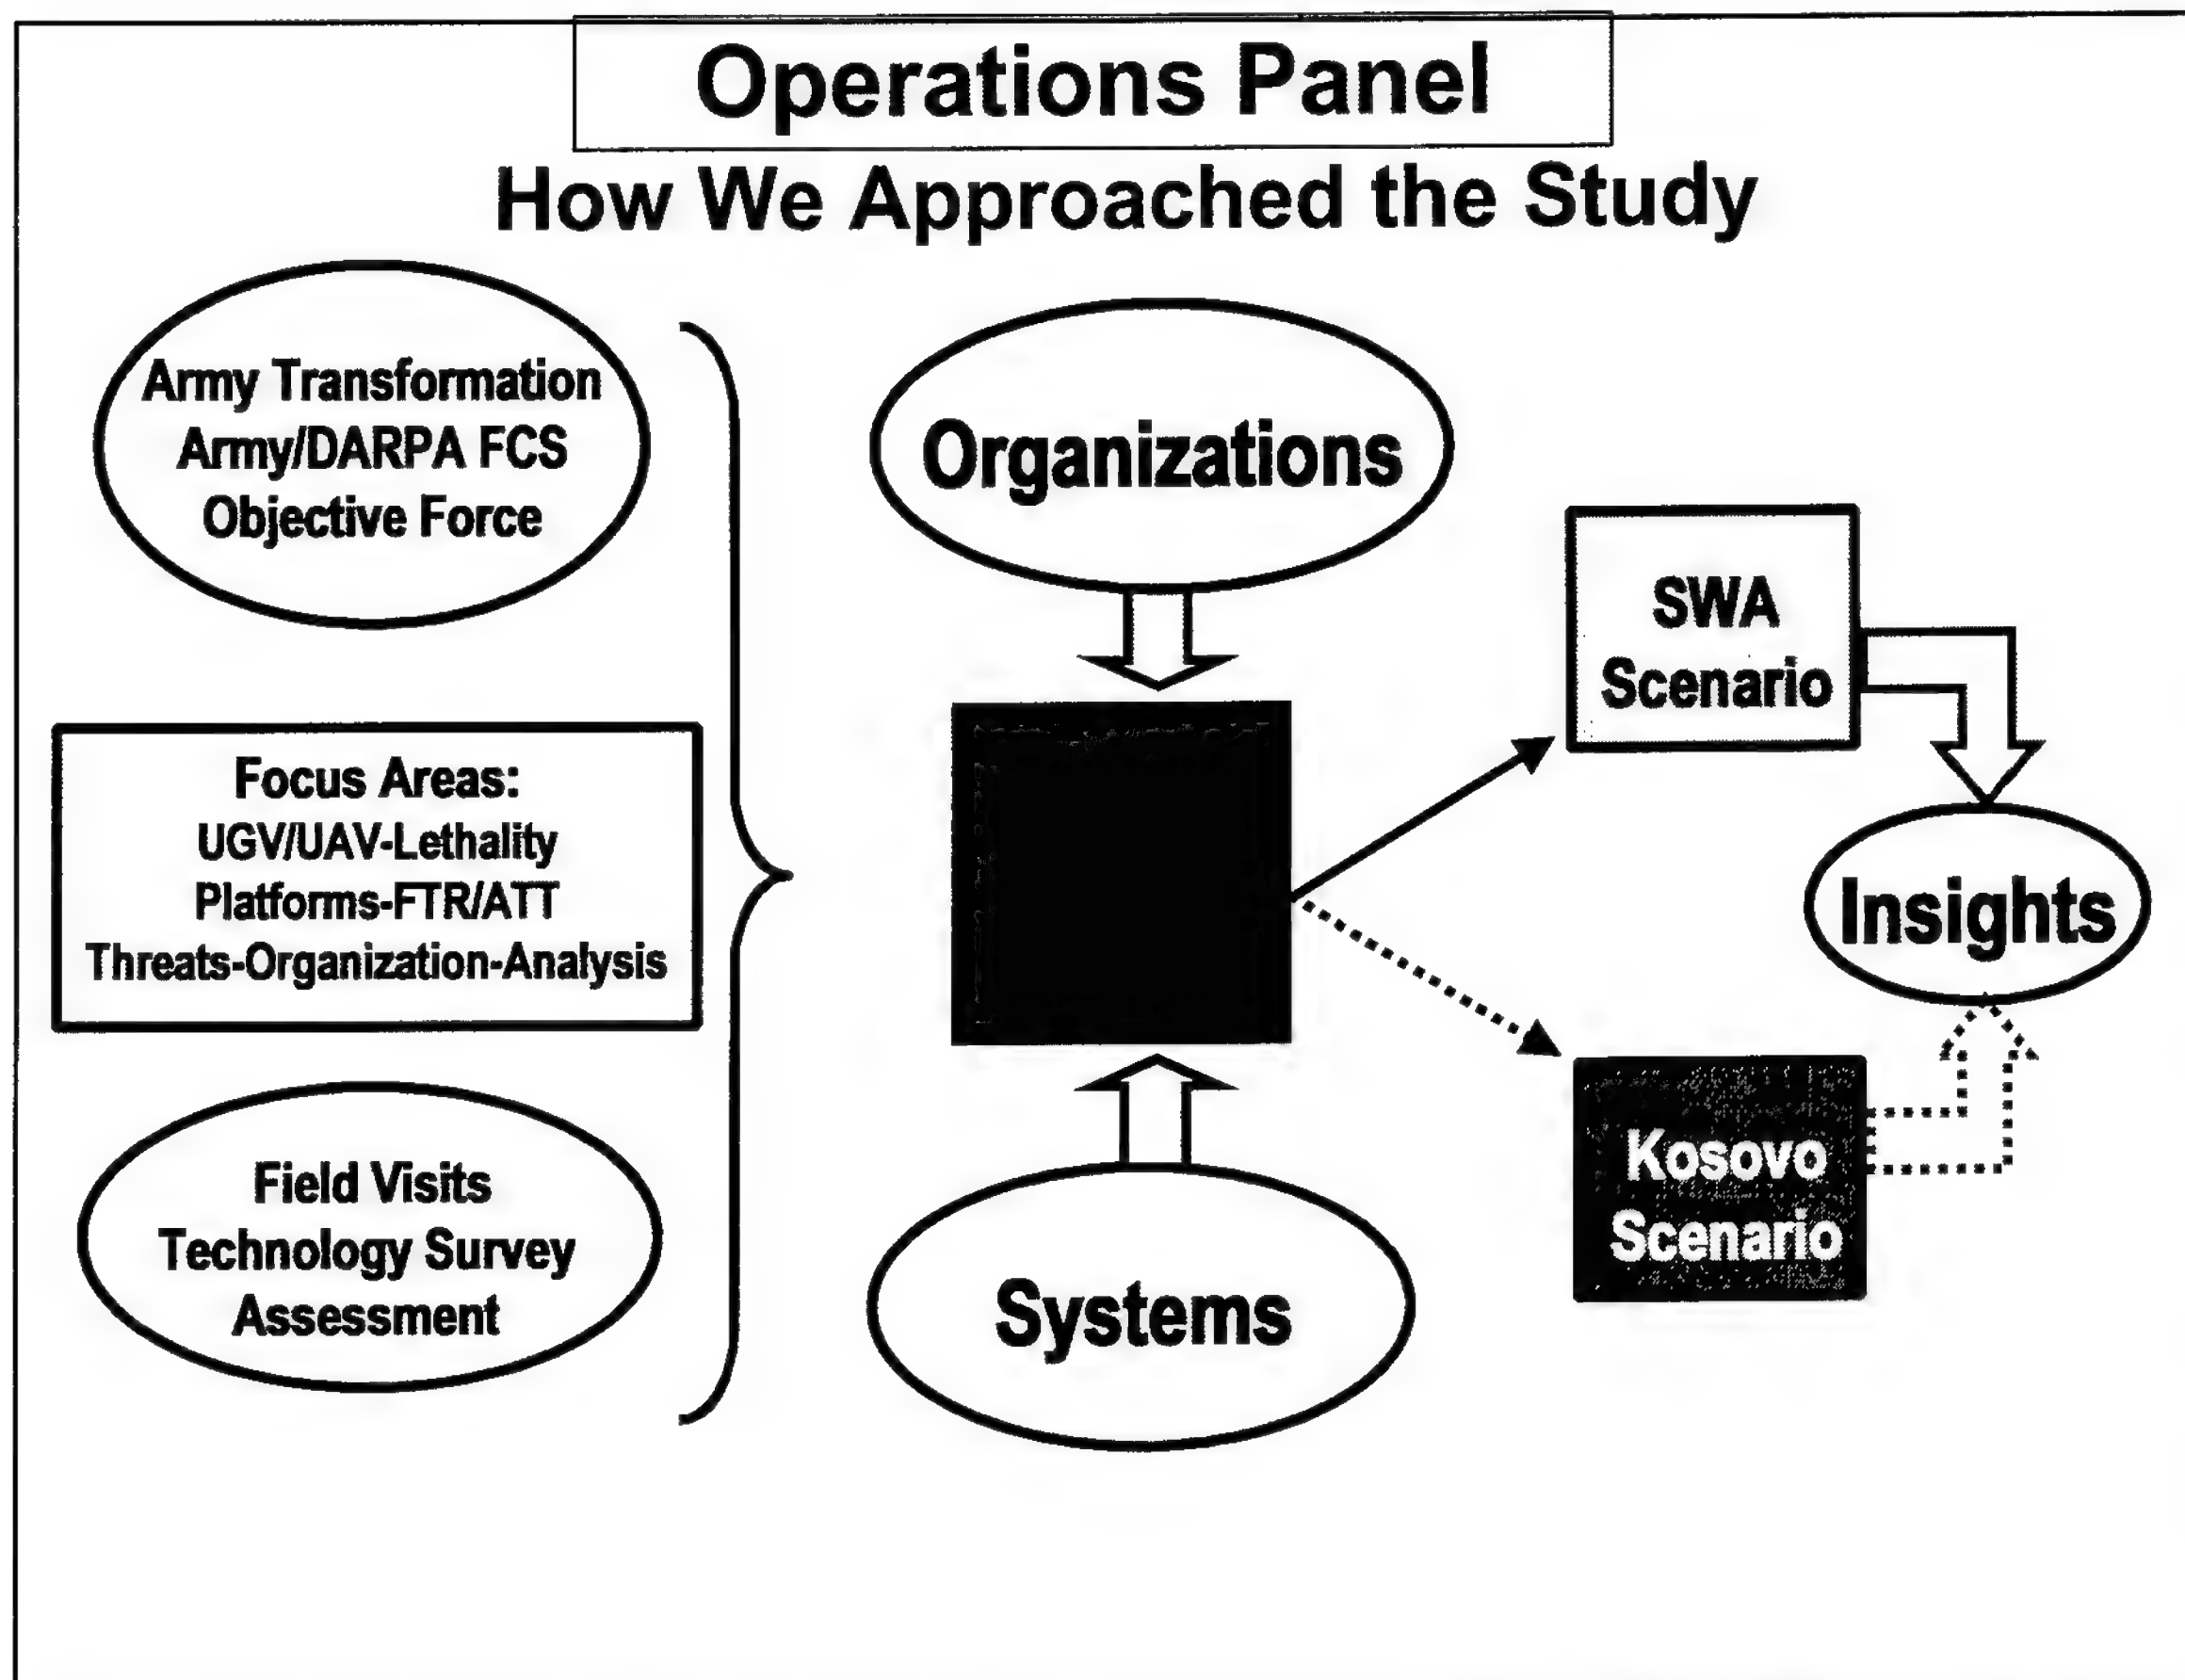 Operations Panel
How We Approached the Study
Army Transformation
Army/DARPA FCS
Objective Force
Focus Areas:
UGV/UAV-Lethality
Platforms-FTR/ATT
Threats-Organization-Analysis
Field Visits
Technology Survey
Assessment
Organizations
Systems
SWA
Scenario
Insights
Kosovo
Scenario